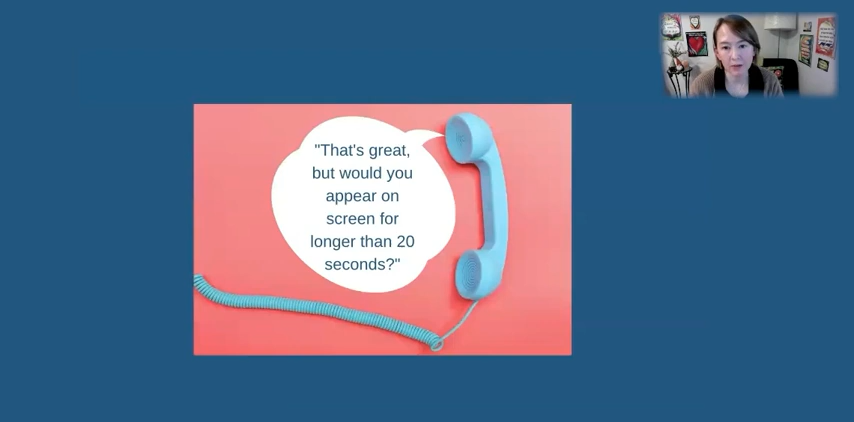 "That's great,
but would you
appear on
screen for
longer than 20
seconds?"